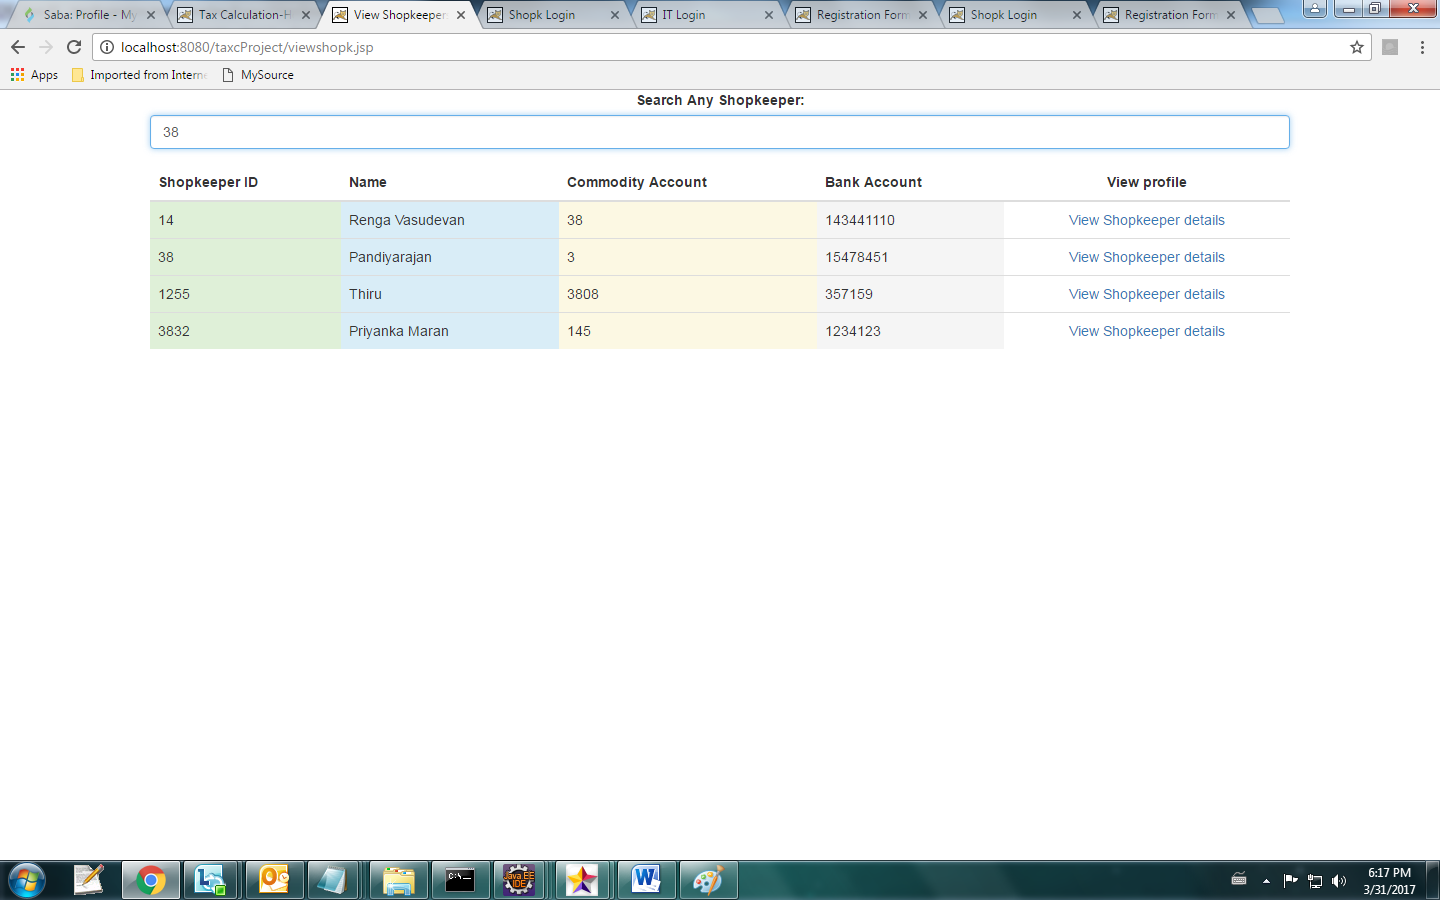 Saba: Profile - My
Tax Calculation-H
View Shopkeeper
Shopk Login
IT Login
Registration Form
Shopk Login
Registration Form
localhost:8080/taxcProject/viewshopk.jsp
Apps
Imported from Intern
MySource
Search Any Shopkeeper:
38
Shopkeeper ID Name Commodity Account Bank Account View profile
14 Renga Vasudevan 38 143441110 View Shopkeeper details
38 Pandiyarajan 3 15478451 View Shopkeeper details
1255 Thiru 3808 357159 View Shopkeeper details
3832 Priyanka Maran 145 1234123 View Shopkeeper details
C:\_
Java EE
IDE
W
6:17 PM
3/31/2017